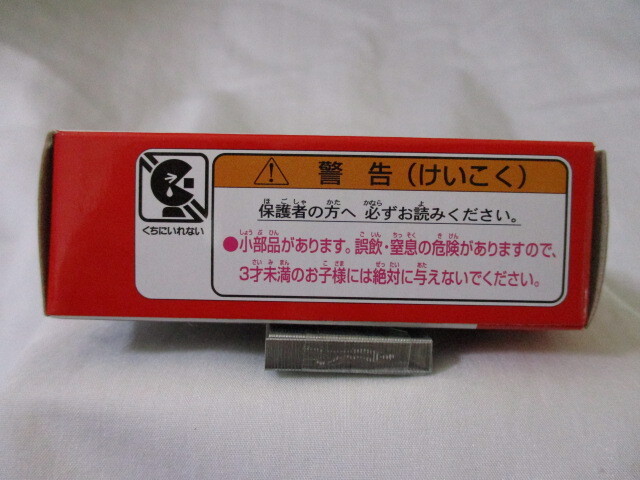 くちにいれない
警告（けいこく）
保護者の方へ 必ずお読みください。
●小部品があります。誤飲・窒息の危険がありますので、
3才未満のお子様には絶対に与えないでください。